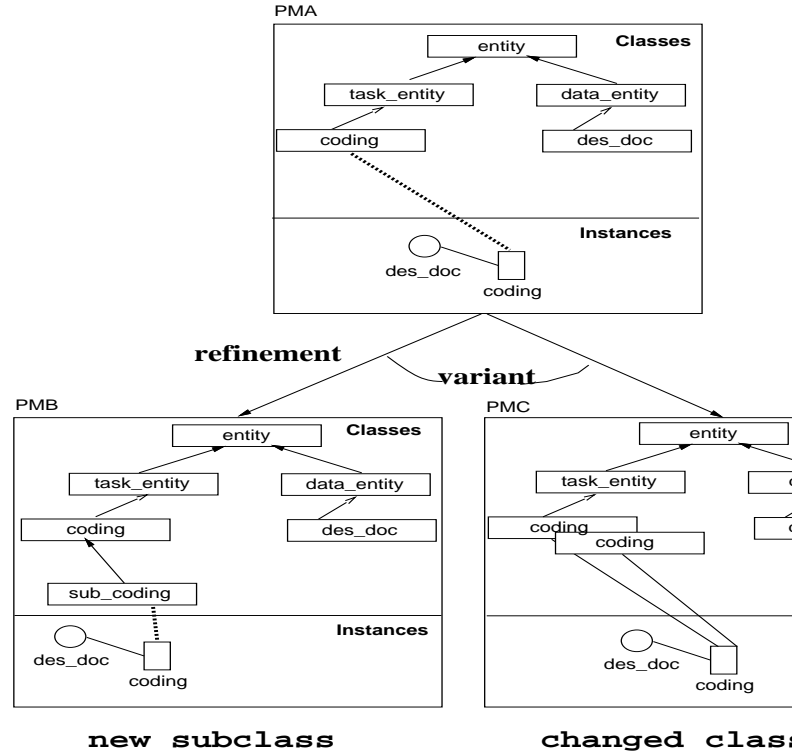 PMA
entity
Classes
task_entity
data_entity
coding
des_doc
Instances
des_doc
coding
refinement
variant
PMB
entity
Classes
task_entity
data_entity
coding
des_doc
sub_coding
Instances
des_doc
coding
new subclass
PMC
entity
task_entity
coding
coding
des_doc
coding
changed clas